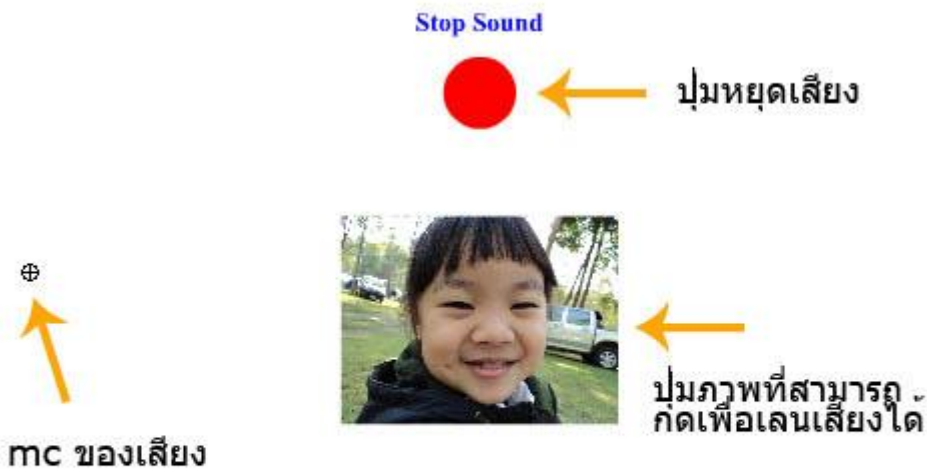 Stop Sound
ปุ่มหยุดเสียง
ปุ่มภาพที่สามารถ
กดเพื่อเล่นเสียงได้
mc ของเสียง